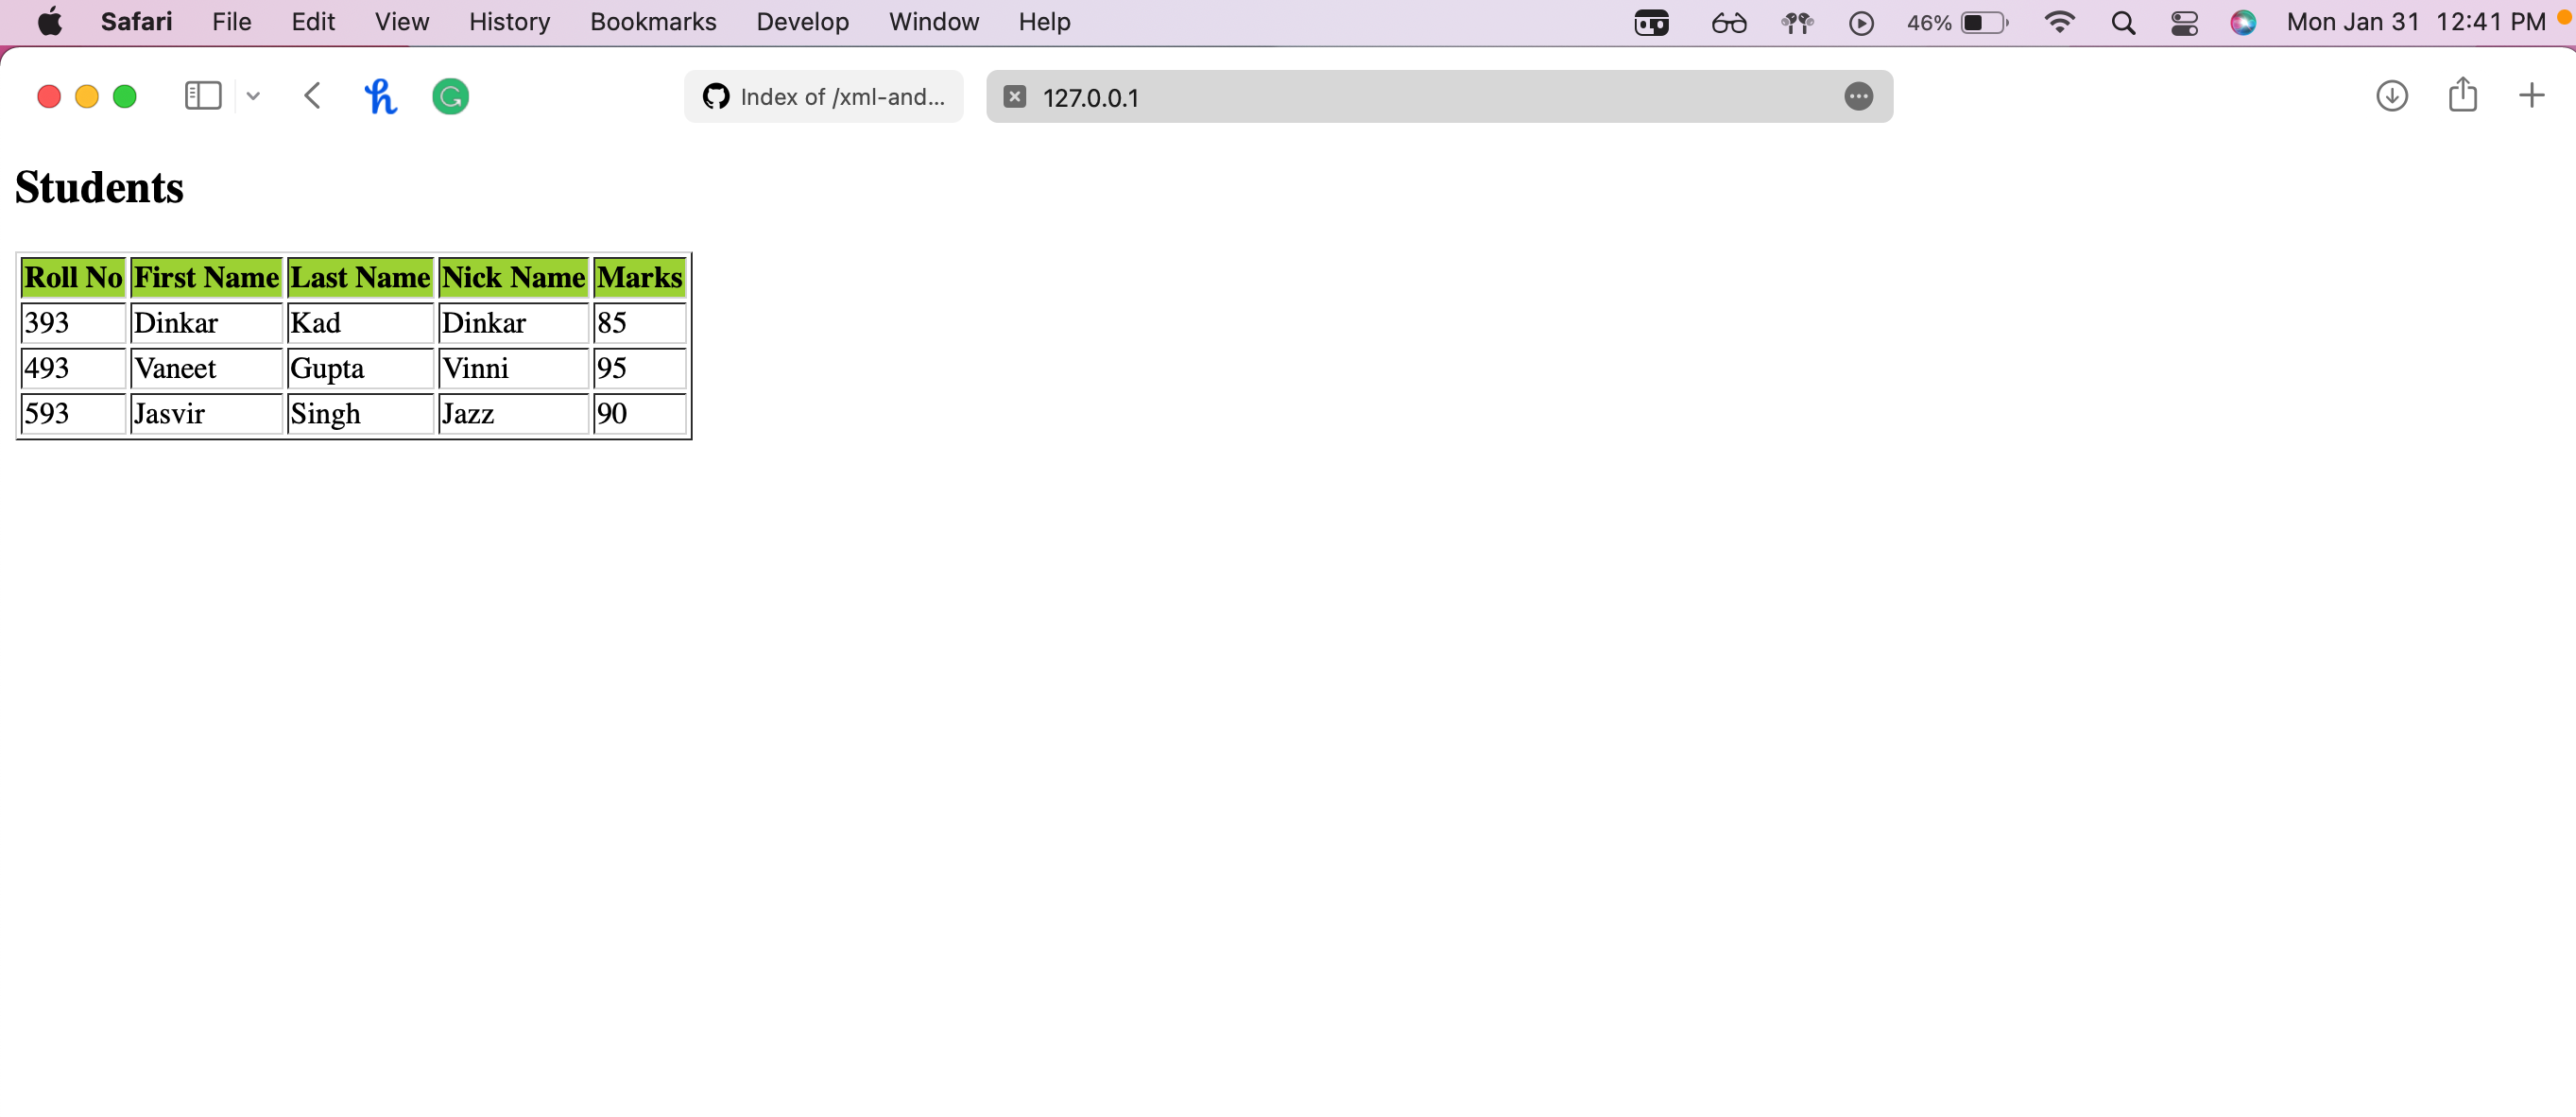 Safari File Edit View History Bookmarks Develop Window Help 46% Mon Jan 31 12:41 PM
Index of /xml-and... 127.0.0.1
Students
Roll No First Name Last Name Nick Name Marks
393 Dinkar Kad Dinkar 85
493 Vaneet Gupta Vinni 95
593 Jasvir Singh Jazz 90